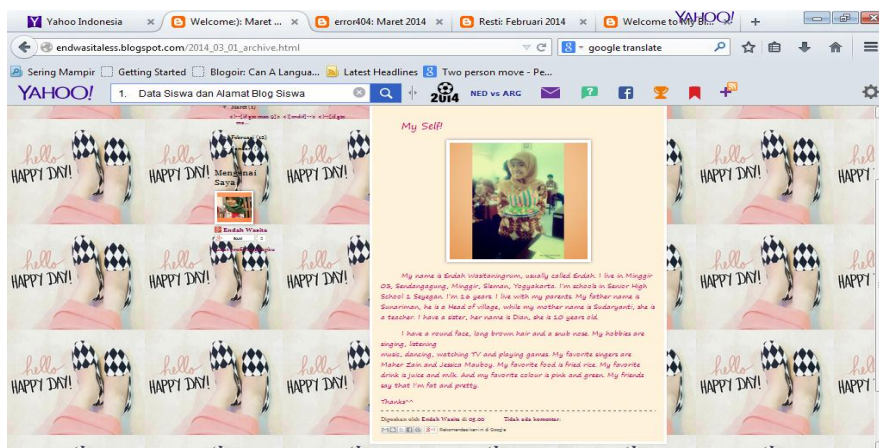 Yahoo Indonesia
Welcome:): Maret ...
error404: Maret 2014
Resti: Februari 2014
Welcome to My Bl...
YAHOO!
endwasitaless.blogspot.com/2014_03_01_archive.html
google translate
Sering Mampir
Getting Started
Blogoir: Can A Langua...
Latest Headlines
Two person move - Pe...
YAHOO!
1. Data Siswa dan Alamat Blog Siswa
2014
NED vs ARG
Mengenai
Saya
Endah Wasita
hello
HAPPY DAY!
My Self!
My name is Endah Wasitaningrum, usually called Endah. I live in Minggir
03, Sendangagung, Minggir, Sleman, Yogyakarta. I'm schools in Senior High
School 1 Seyegan. I'm 16 years. I live with my parents. My father name is
Sunariman, he is a Head of village, while my mother name is Sudaryanti, she is
a teacher. I have a sister, her name is Dian, she is 10 years old.
I have a round face, long brown hair and a snub nose. My hobbies are
singing, listening
music, dancing, watching TV and playing games. My favorite singers are
Maher Zain and Jessica Mauboy. My favorite food is fried rice. My favorite
drink is juice and milk. And my favorite colour is pink and green. My friends
say that I'm fat and pretty.
Thanks^^
Diposkan oleh Endah Wasita di 05.00
Tidak ada komentar:
Rekomendasikan ini di Google